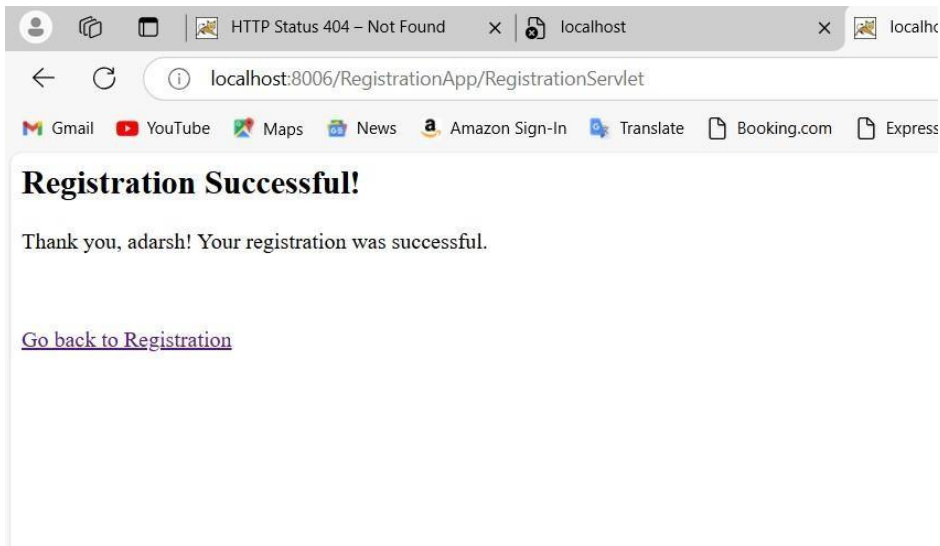 HTTP Status 404 – Not Found
localhost
localho
localhost:8006/RegistrationApp/RegistrationServlet
Gmail YouTube Maps News Amazon Sign-In Translate Booking.com Express
Registration Successful!
Thank you, adarsh! Your registration was successful.
Go back to Registration